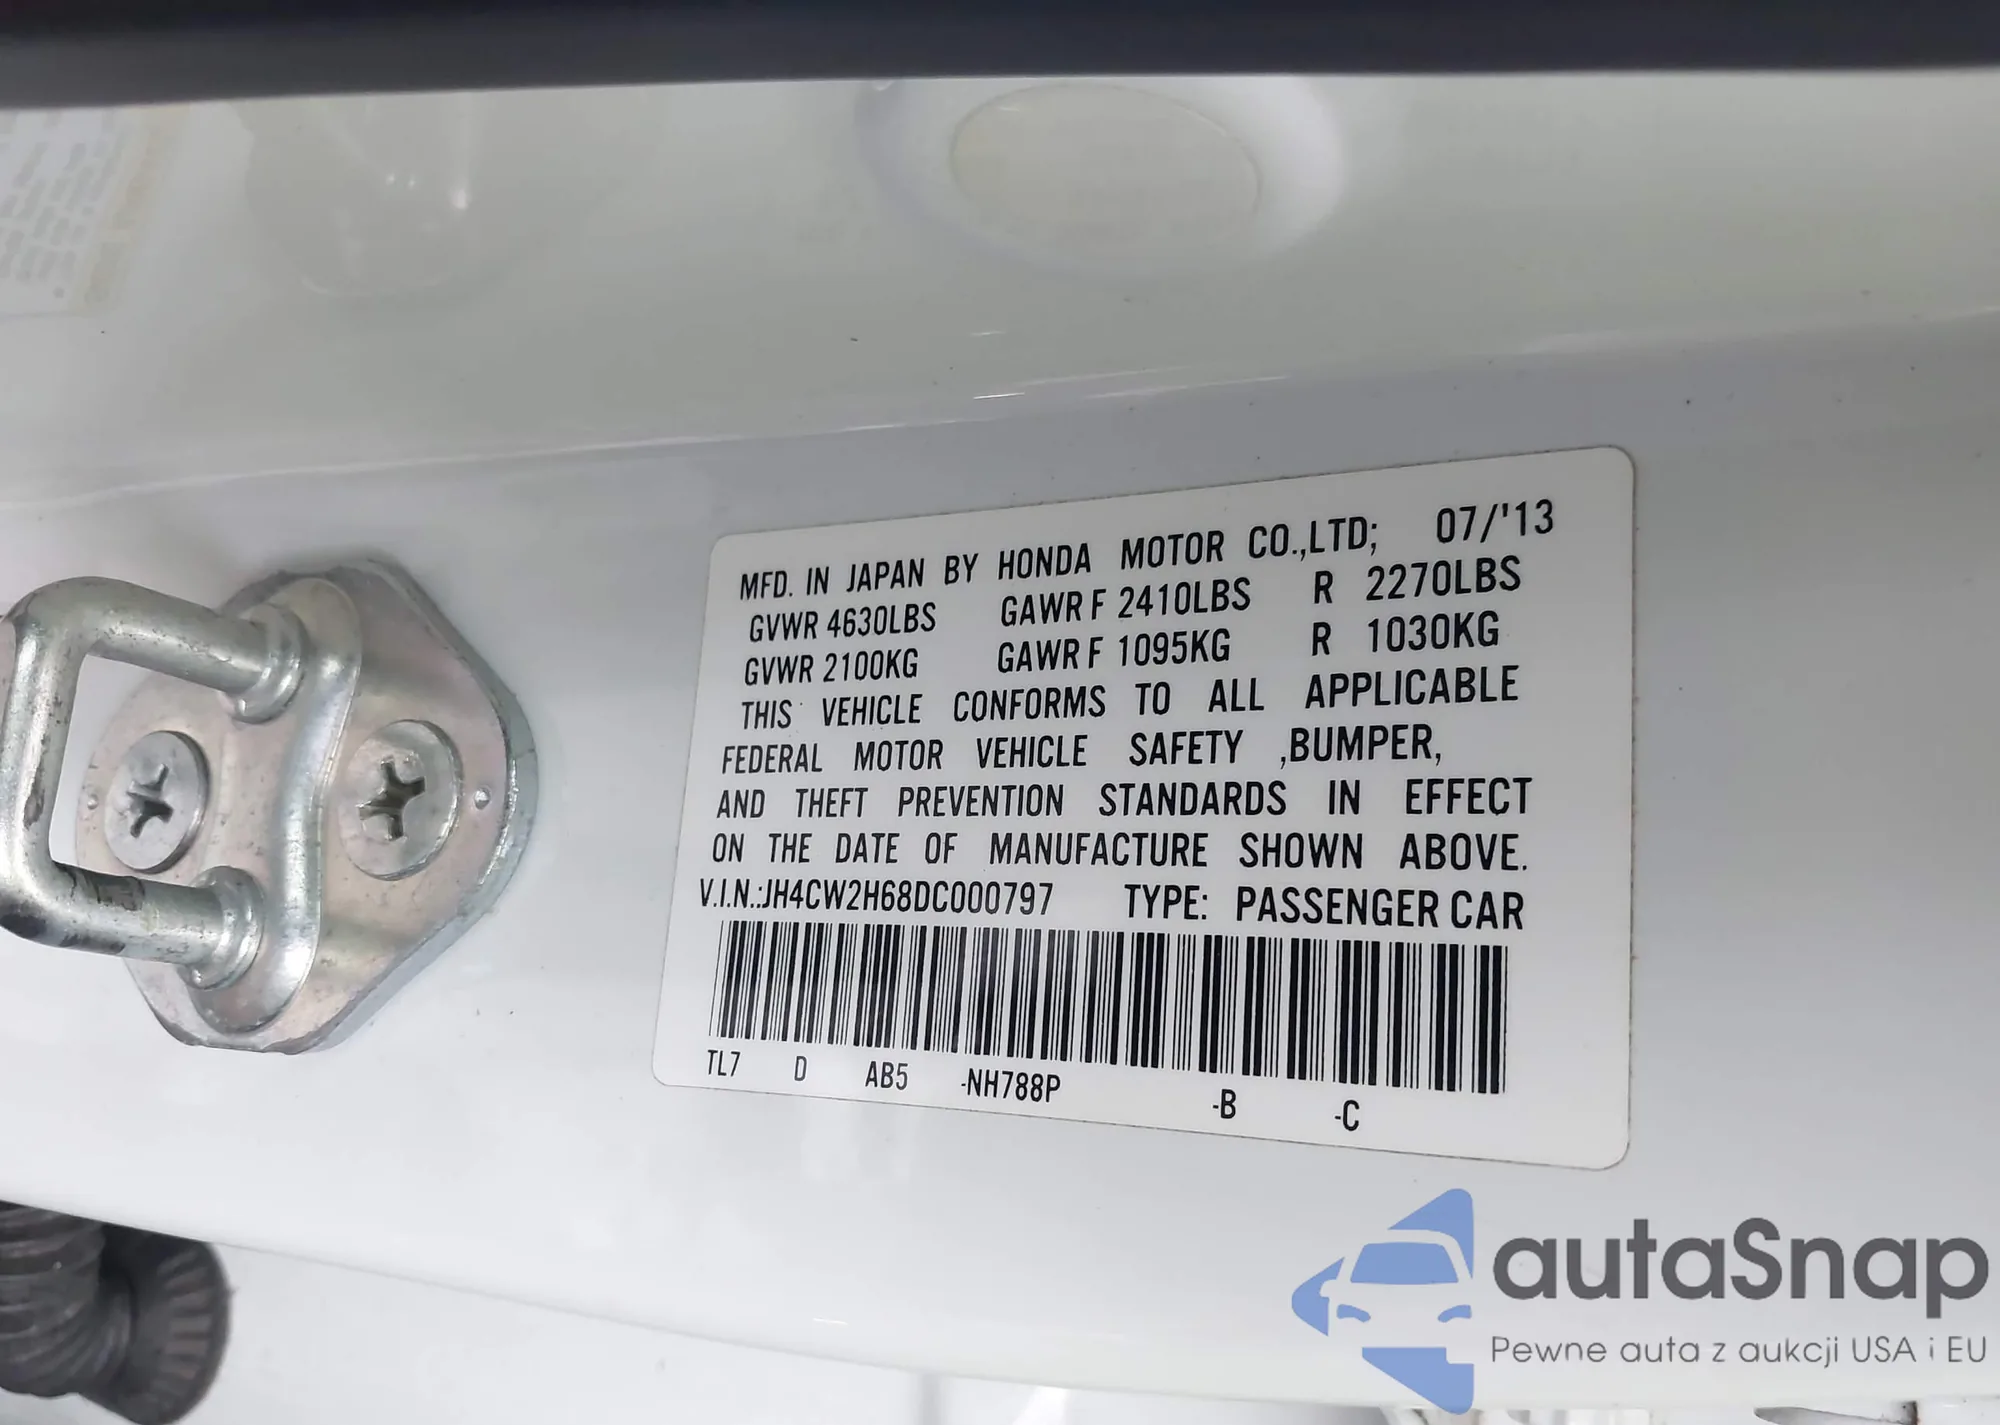 MFD. IN JAPAN BY HONDA MOTOR CO.,LTD; 07/'13
GVWR 4630LBS GAWR F 2410LBS R 2270LBS
GVWR 2100KG GAWR F 1095KG R 1030KG
THIS VEHICLE CONFORMS TO ALL APPLICABLE
FEDERAL MOTOR VEHICLE SAFETY ,BUMPER,
AND THEFT PREVENTION STANDARDS IN EFFECT
ON THE DATE OF MANUFACTURE SHOWN ABOVE.
V.I.N.:JH4CW2H68DC000797 TYPE: PASSENGER CAR
TL7 D AB5 -NH788P -B -C
autaSnap
Pewne auta z aukcji USA i EU